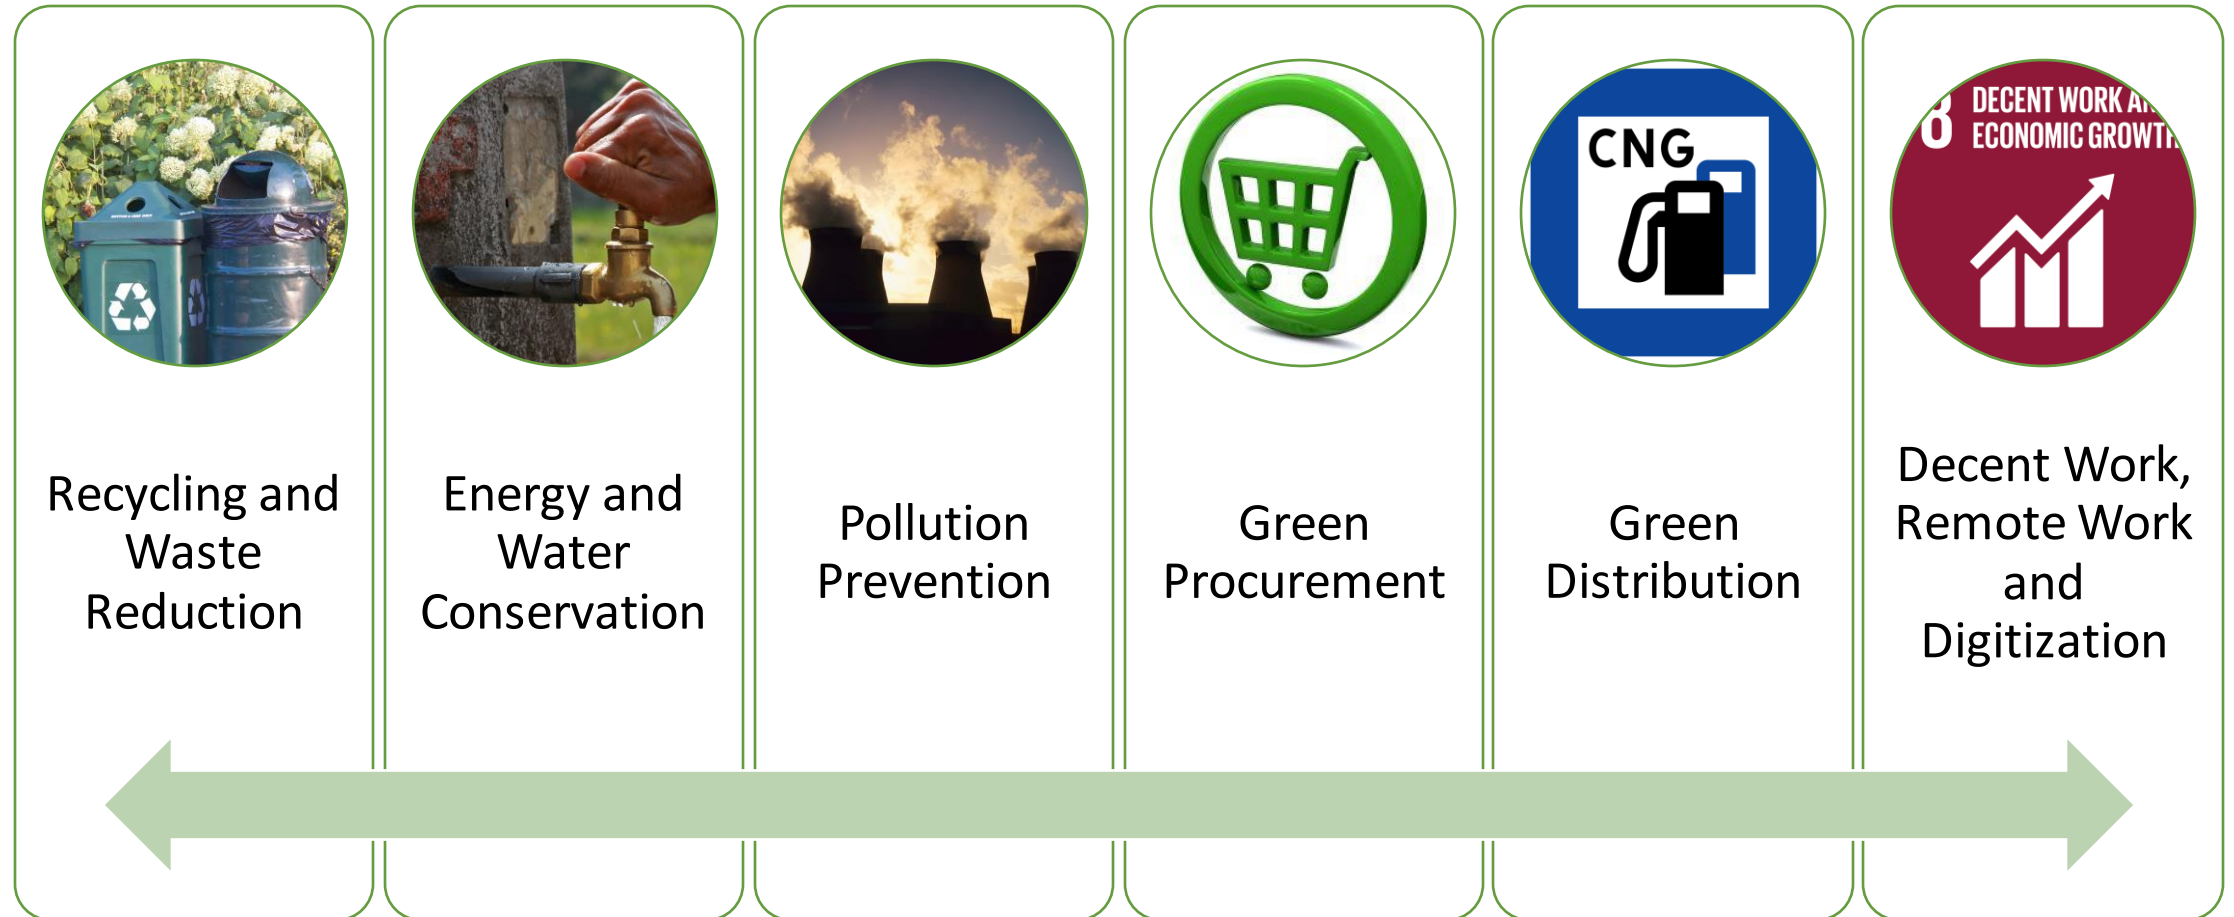 8 DECENT WORK
ECONOMIC GROWTH
CNG
Recycling and
Waste
Reduction
Energy and
Water
Conservation
Pollution
Prevention
Green
Procurement
Green
Distribution
Decent Work,
Remote Work
and
Digitization